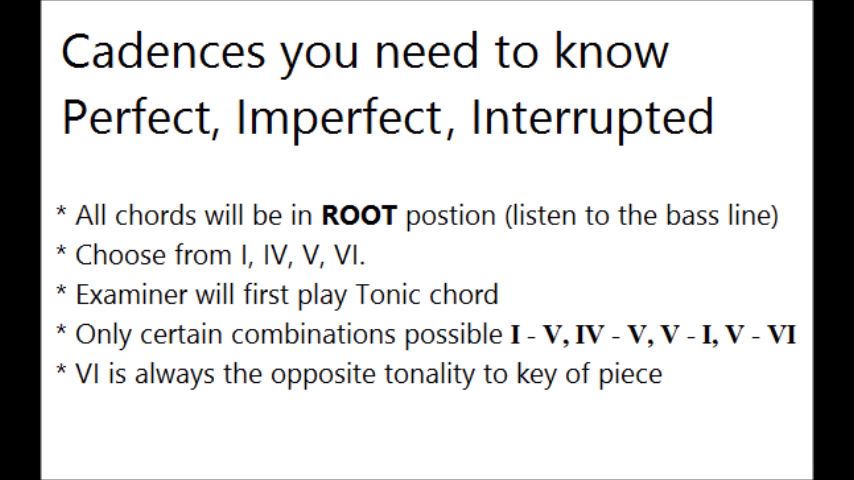 Cadences you need to know
Perfect, Imperfect, Interrupted
* All chords will be in ROOT postion (listen to the bass line)
* Choose from I, IV, V, VI.
* Examiner will first play Tonic chord
* Only certain combinations possible I - V, IV - V, V - I, V - VI
* VI is always the opposite tonality to key of piece